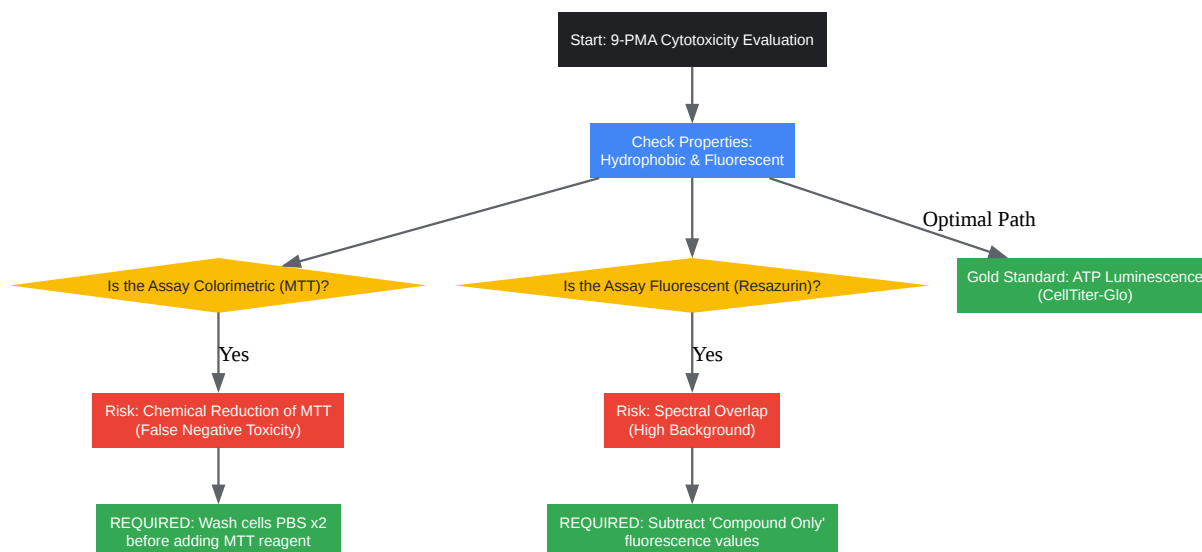 Start: 9-PMA Cytotoxicity Evaluation
Check Properties:
Hydrophobic & Fluorescent
Optimal Path
Is the Assay Colorimetric (MTT)?
Is the Assay Fluorescent (Resazurin)?
Gold Standard: ATP Luminescence
(CellTiter-Glo)
Yes
Yes
Risk: Chemical Reduction of MTT
(False Negative Toxicity)
Risk: Spectral Overlap
(High Background)
REQUIRED: Wash cells PBS x2
before adding MTT reagent
REQUIRED: Subtract 'Compound Only'
fluorescence values